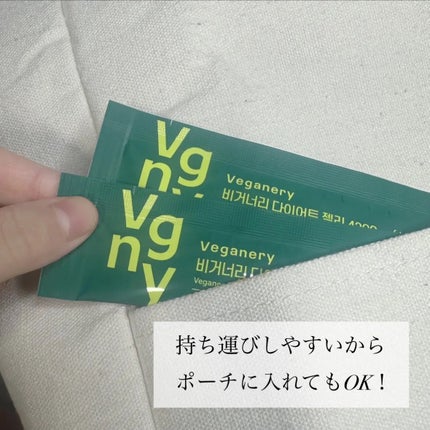 Vg
ny
Veganery
비거너리 다이어트 젤리
Vg
ny
Veganery
비거너리
持ち運びしやすいから
ポーチに入れてもOK！